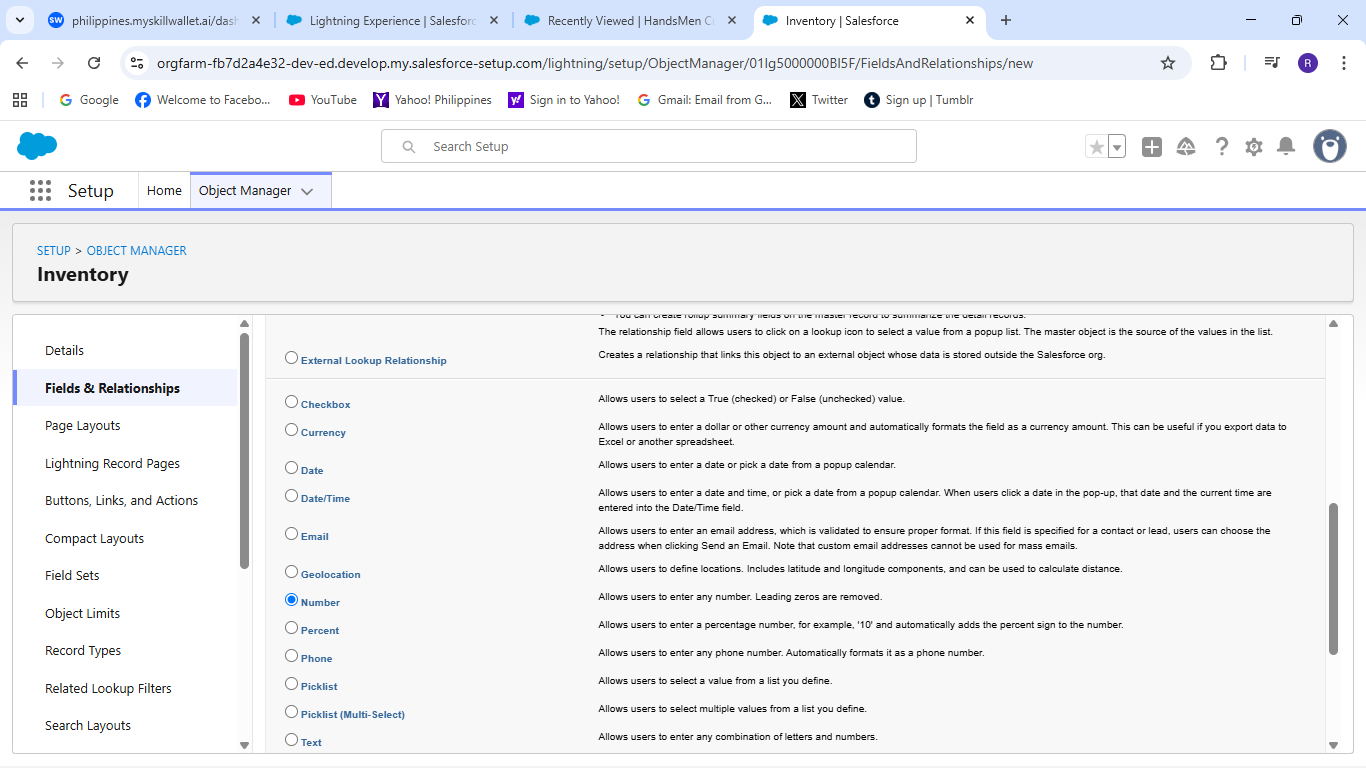 philippines.myskillwallet.ai/dash
Lightning Experience | Salesforc
Recently Viewed | HandsMen Cu
Inventory | Salesforce
orgfarm-fb7d2a4e32-dev-ed.develop.my.salesforce-setup.com/lightning/setup/ObjectManager/01Ig5000000BI5F/FieldsAndRelationships/new
R
Google
Welcome to Facebo...
YouTube
Yahoo! Philippines
Sign in to Yahoo!
Gmail: Email from G...
Twitter
Sign up | Tumblr
Search Setup
Setup
Home
Object Manager
SETUP > OBJECT MANAGER
Inventory
Details
Fields & Relationships
Page Layouts
Lightning Record Pages
Buttons, Links, and Actions
Compact Layouts
Field Sets
Object Limits
Record Types
Related Lookup Filters
Search Layouts
• You can create rollup summary fields on the master record to summarize the detail records.
The relationship field allows users to click on a lookup icon to select a value from a popup list. The master object is the source of the values in the list.
External Lookup Relationship
Creates a relationship that links this object to an external object whose data is stored outside the Salesforce org.
Checkbox
Allows users to select a True (checked) or False (unchecked) value.
Currency
Allows users to enter a dollar or other currency amount and automatically formats the field as a currency amount. This can be useful if you export data to
Excel or another spreadsheet.
Date
Allows users to enter a date or pick a date from a popup calendar.
Date/Time
Allows users to enter a date and time, or pick a date from a popup calendar. When users click a date in the pop-up, that date and the current time are
entered into the Date/Time field.
Email
Allows users to enter an email address, which is validated to ensure proper format. If this field is specified for a contact or lead, users can choose the
address when clicking Send an Email. Note that custom email addresses cannot be used for mass emails.
Geolocation
Allows users to define locations. Includes latitude and longitude components, and can be used to calculate distance.
Number
Allows users to enter any number. Leading zeros are removed.
Percent
Allows users to enter a percentage number, for example, '10' and automatically adds the percent sign to the number.
Phone
Allows users to enter any phone number. Automatically formats it as a phone number.
Picklist
Allows users to select a value from a list you define.
Picklist (Multi-Select)
Allows users to select multiple values from a list you define.
Text
Allows users to enter any combination of letters and numbers.